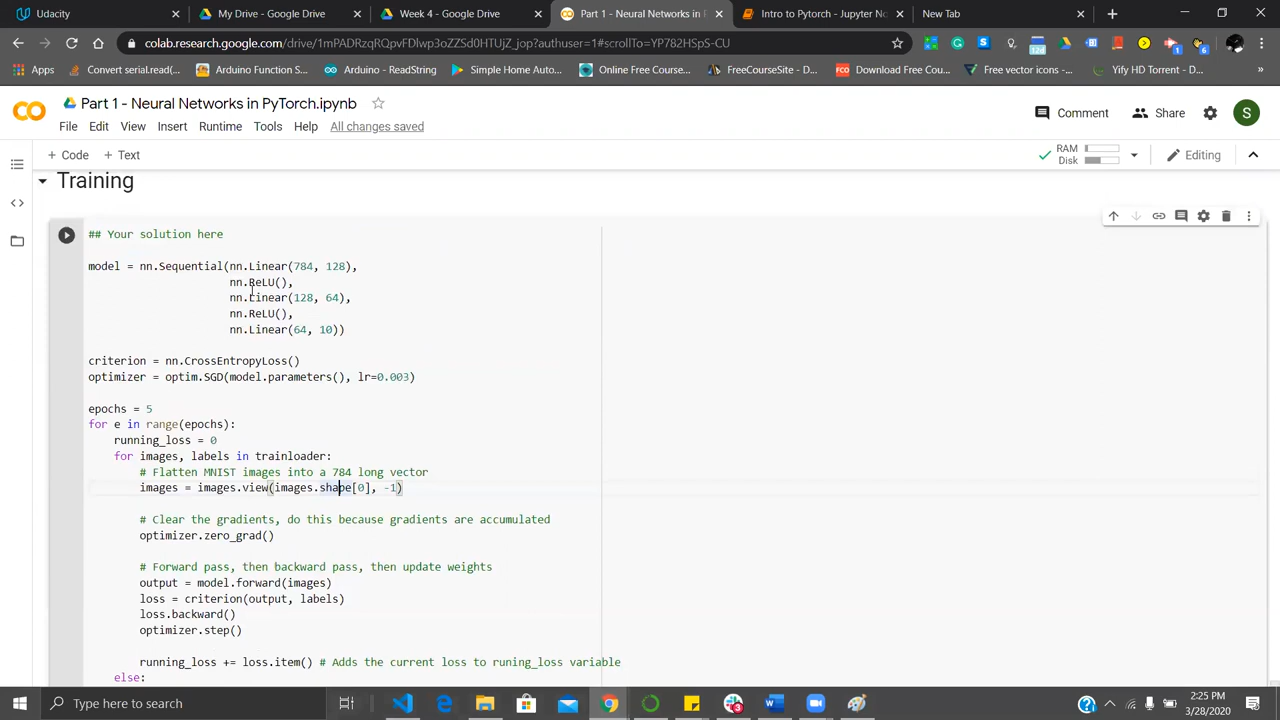 Udacity
My Drive - Google Drive
Week 4 - Google Drive
Part 1 - Neural Networks in
Intro to Pytorch - Jupyter No
New Tab
colab.research.google.com/drive/1mPADRzqRQpvFDlwp3oZZSd0HTUjZ_jop?authuser=1#scrollTo=YP782HSpS-CU
Apps
Convert serial.read(...
Arduino Function S...
Arduino - ReadString
Simple Home Auto...
Online Free Course...
FreeCourseSite - D...
Download Free Cou...
Free vector icons -...
Yify HD Torrent - D...
Part 1 - Neural Networks in PyTorch.ipynb
Comment
Share
S
File Edit View Insert Runtime Tools Help All changes saved
+ Code + Text
RAM
Disk
Editing
Training
## Your solution here
model = nn.Sequential(nn.Linear(784, 128),
nn.ReLU(),
nn.Linear(128, 64),
nn.ReLU(),
nn.Linear(64, 10))
criterion = nn.CrossEntropyLoss()
optimizer = optim.SGD(model.parameters(), lr=0.003)
epochs = 5
for e in range(epochs):
running_loss = 0
for images, labels in trainloader:
# Flatten MNIST images into a 784 long vector
images = images.view(images.shape[0], -1)
# Clear the gradients, do this because gradients are accumulated
optimizer.zero_grad()
# Forward pass, then backward pass, then update weights
output = model.forward(images)
loss = criterion(output, labels)
loss.backward()
optimizer.step()
running_loss += loss.item() # Adds the current loss to runing_loss variable
else:
Type here to search
2:25 PM
3/28/2020